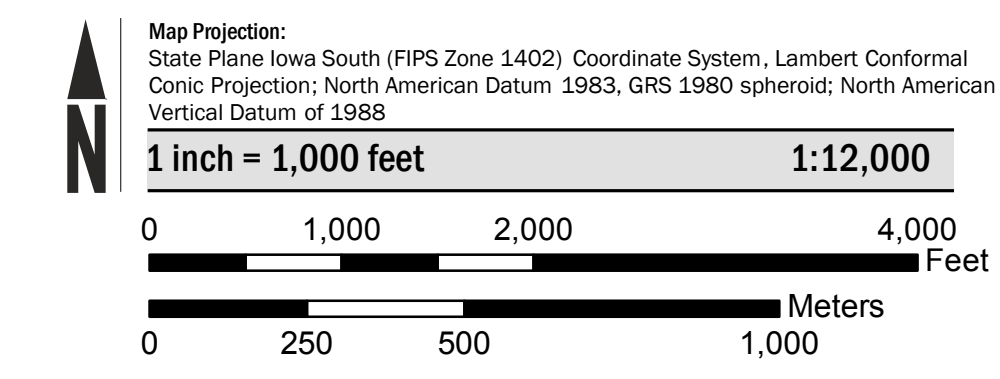 Map Projection:
State Plane Iowa South (FIPS Zone 1402) Coordinate System, Lambert Conformal
Conic Projection; North American Datum 1983, GRS 1980 spheroid; North American
Vertical Datum of 1988
N
1 inch = 1,000 feet 1:12,000
0 1,000 2,000 4,000
Feet
Meters
0 250 500 1,000